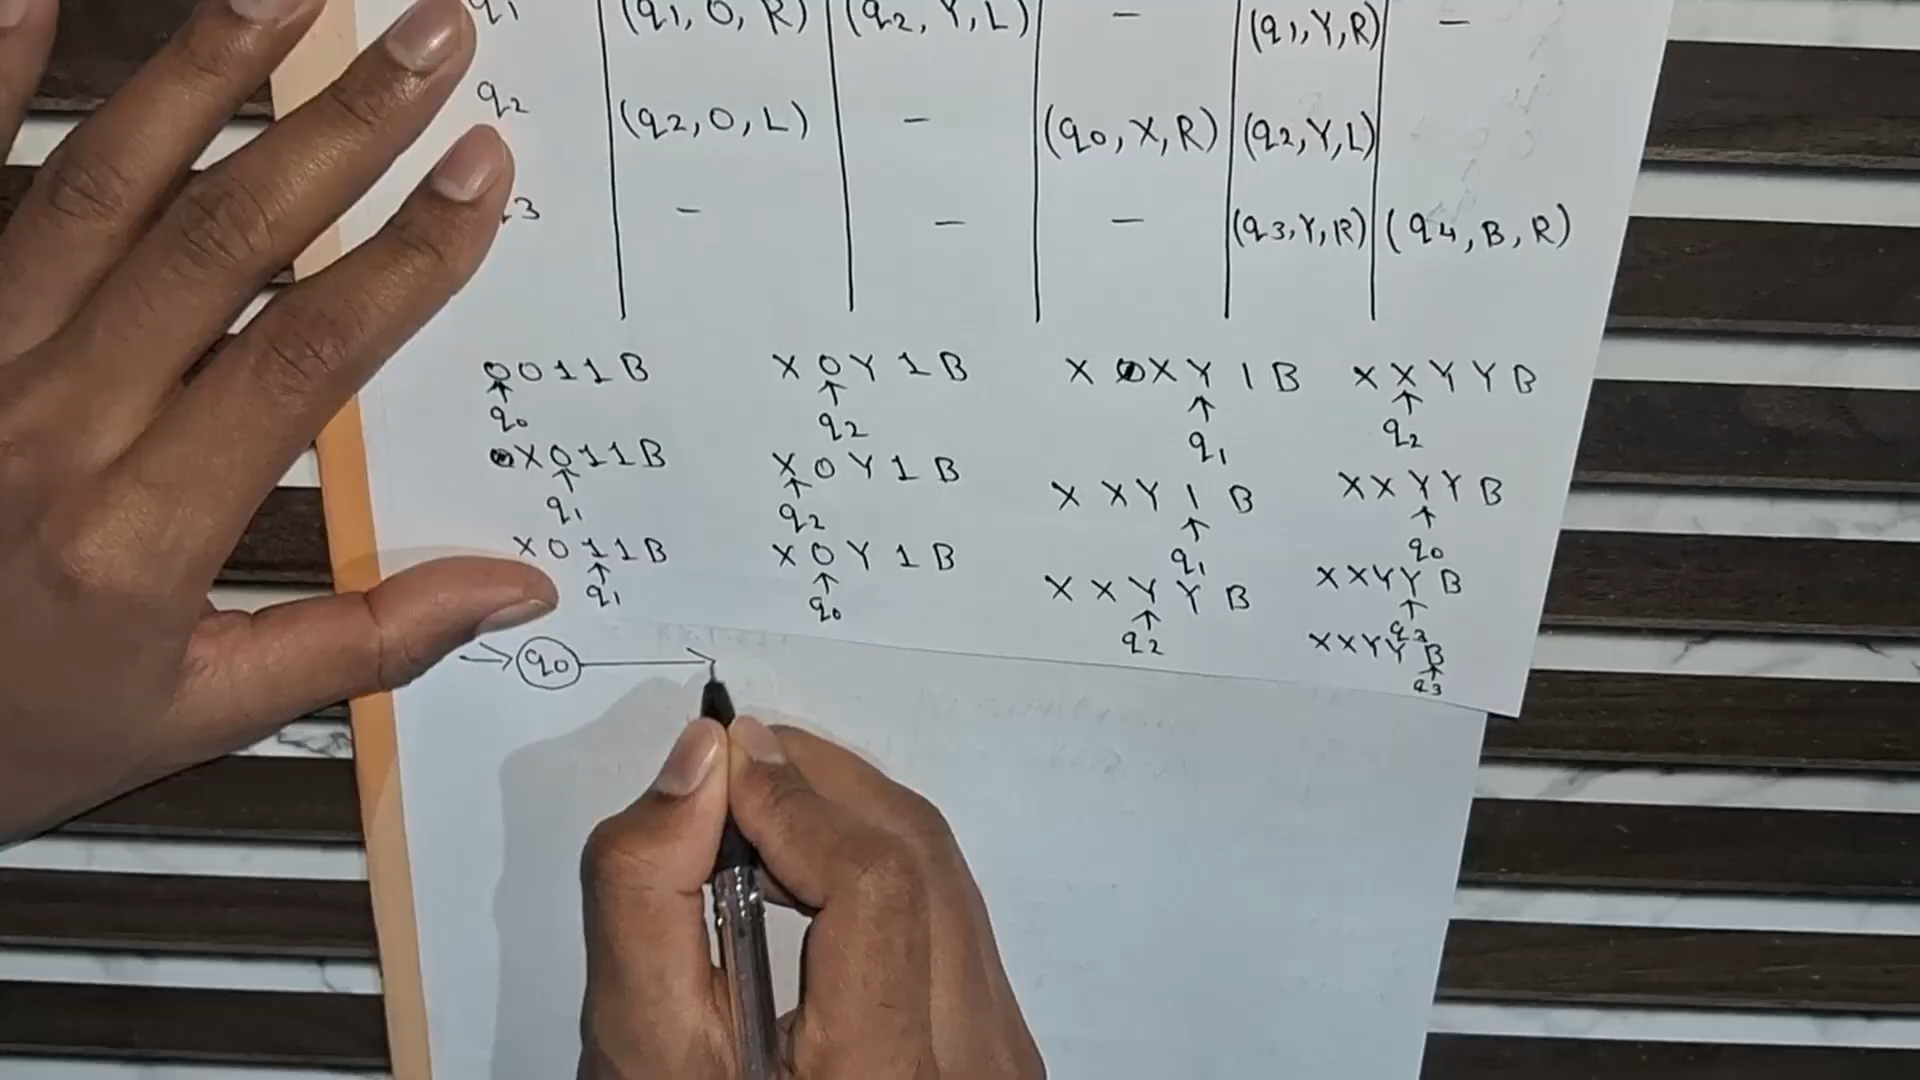 q1 (q1, 0, R) (q2, Y, L) - (q1, Y, R) -
q2 (q2, 0, L) - (q0, X, R) (q2, Y, L)
q3 - - - (q3, Y, R) (q4, B, R)
0 0 1 1 B X 0 Y 1 B X X Y 1 B X X Y Y B
q0 q2 q1 q2
X 0 1 1 B X 0 Y 1 B X X Y 1 B X X Y Y B
q1 q2 q1 q0
X 0 1 1 B X 0 Y 1 B X X Y Y B X X Y Y B
q1 q0 q2 q3
X X Y Y B
q3
q0